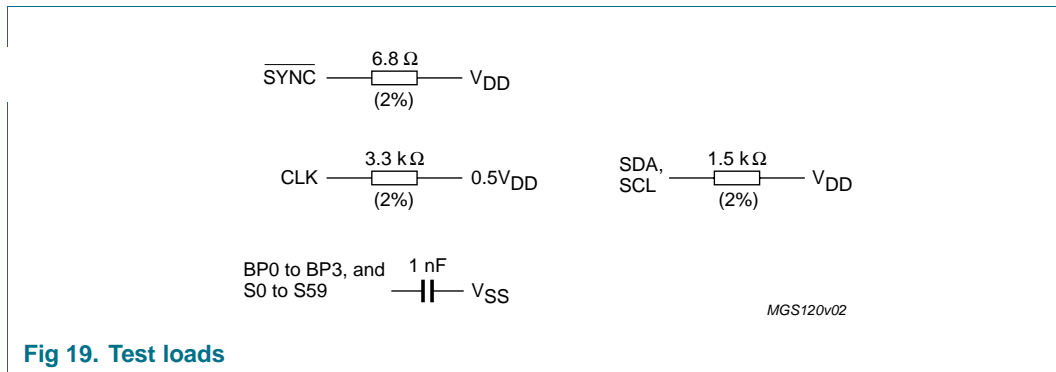 6.8 Ω
SYNC VDD
(2%)
3.3 kΩ
CLK 0.5VDD
(2%)
1.5 kΩ
SDA,
SCL VDD
(2%)
BP0 to BP3, and 1 nF
S0 to S59 VSS
MGS120v02
Fig 19. Test loads